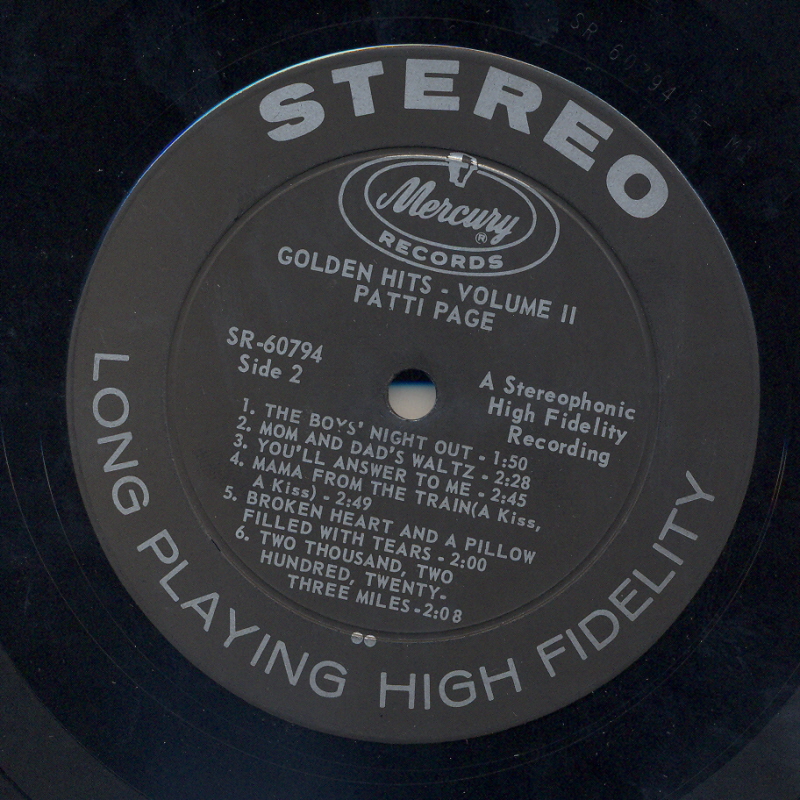 SR 60794
STEREO
Mercury ®
RECORDS
GOLDEN HITS - VOLUME II
PATTI PAGE
SR-60794
Side 2
A Stereophonic
High Fidelity
Recording
1. THE BOYS' NIGHT OUT - 1:50
2. MOM AND DAD'S WALTZ - 2:28
3. YOU'LL ANSWER TO ME - 2:45
4. MAMA FROM THE TRAIN(A Kiss,
A Kiss) - 2:49
5. BROKEN HEART AND A PILLOW
FILLED WITH TEARS - 2:00
6. TWO THOUSAND, TWO
HUNDRED, TWENTY-
THREE MILES-2:08
LONG PLAYING HIGH FIDELITY